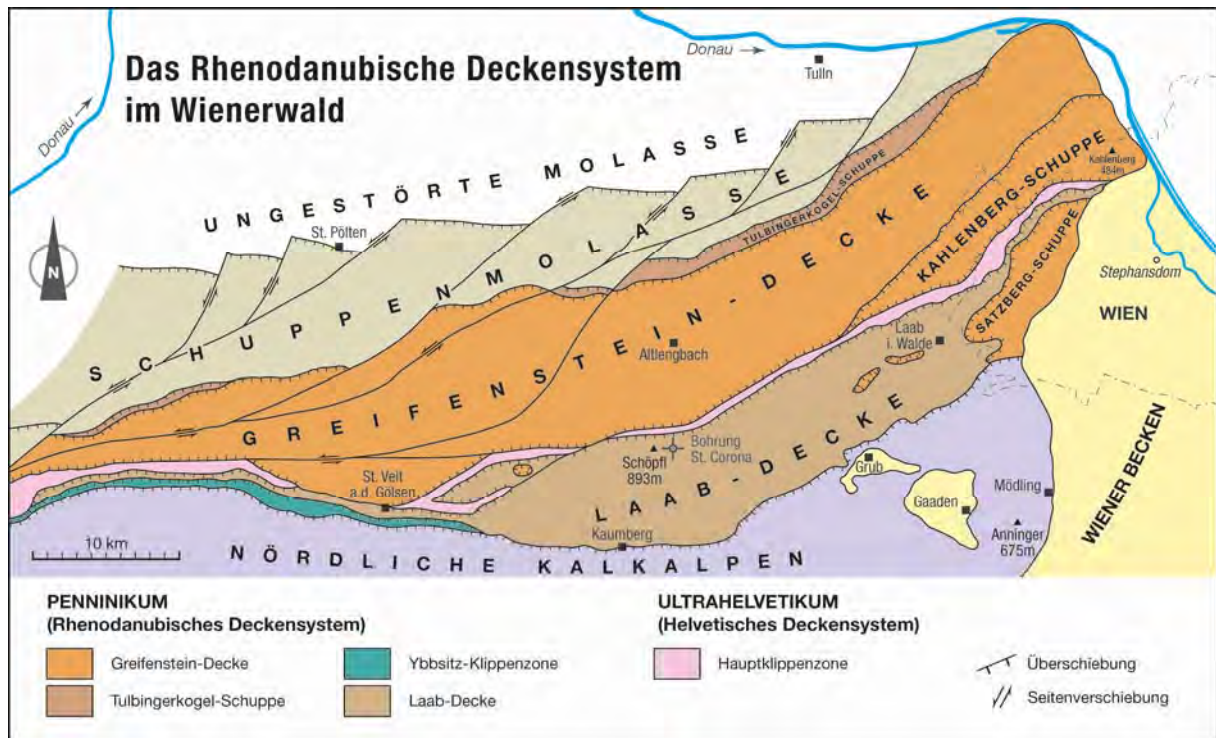 Das Rhenodanubische Deckensystem
im Wienerwald
Donau
Donau
Tulln
UNGESTÖRTE MOLASSE
St. Pölten
SCHUPPENMOLASSE
TULBINGERKOGEL-SCHUPPE
KAHLENBERG-SCHUPPE
Kahlenberg
484m
N
GREIFENSTEIN-DECKE
Altlengbach
SATZBERG-SCHUPPE
Stephansdom
WIEN
Laab
i. Walde
Bohrung
St. Corona
Schöpfl
893m
St. Veit
a.d. Gölsen
LAAB-DECKE
Grub
Gaaden
Mödling
Anninger
675m
Kaumberg
WIENER BECKEN
10 km
NÖRDLICHE KALKALPEN
PENNINIKUM
(Rhenodanubisches Deckensystem)
ULTRAHELVETIKUM
(Helvetisches Deckensystem)
Greifenstein-Decke
Ybbsitz-Klippenzone
Hauptklippenzone
Überschiebung
Tulbingerkogel-Schuppe
Laab-Decke
Seitenverschiebung